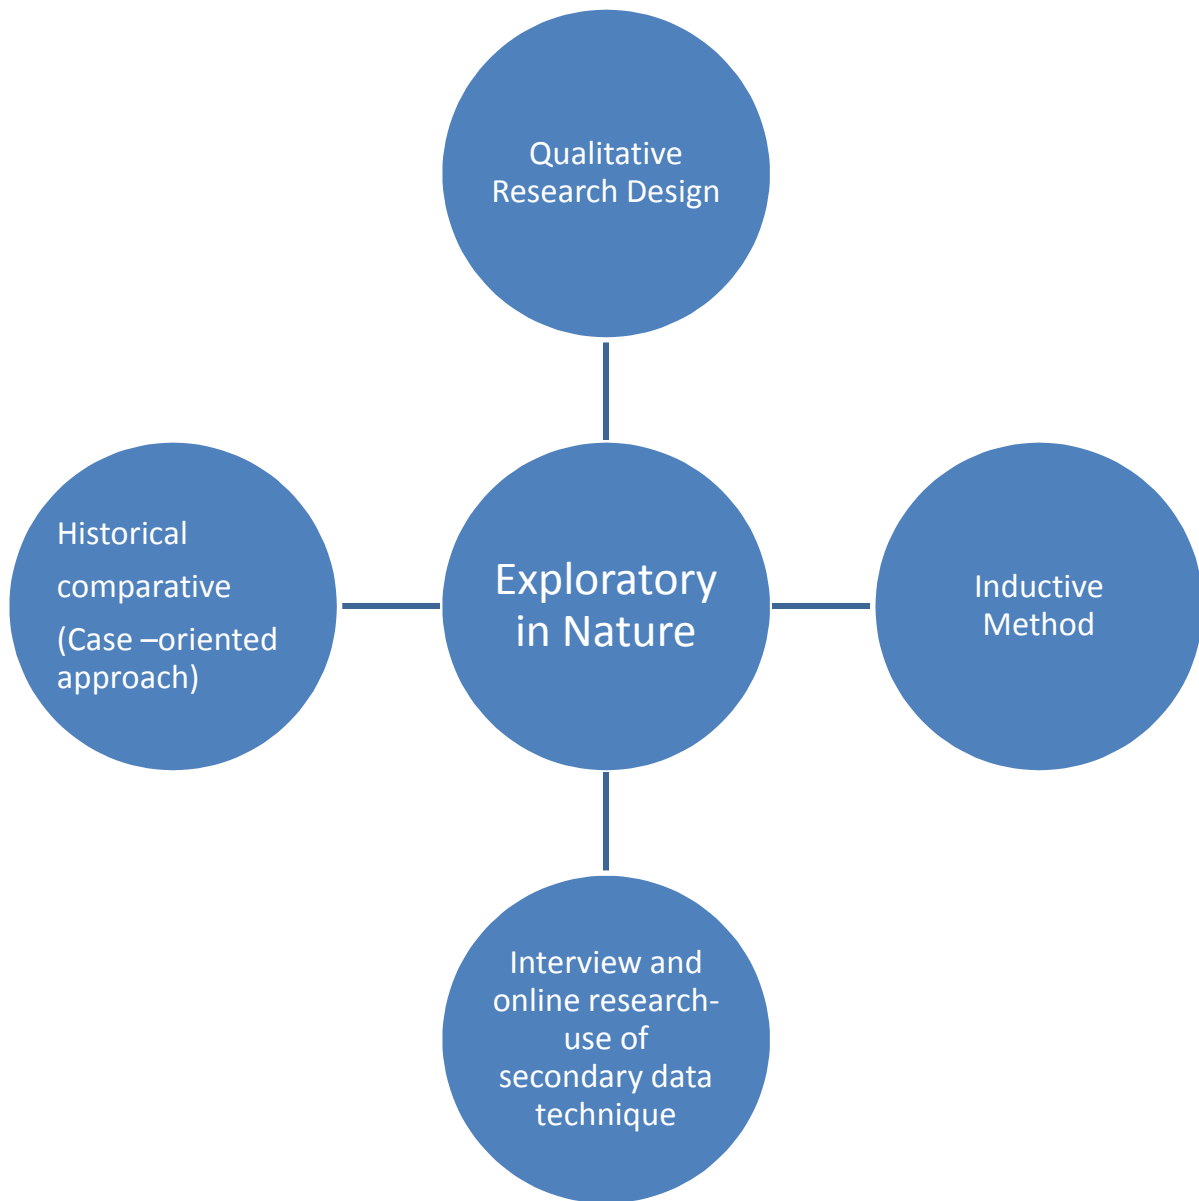 Qualitative
Research Design
Historical
comparative
(Case –oriented
approach)
Exploratory
in Nature
Inductive
Method
Interview and
online research-
use of
secondary data
technique